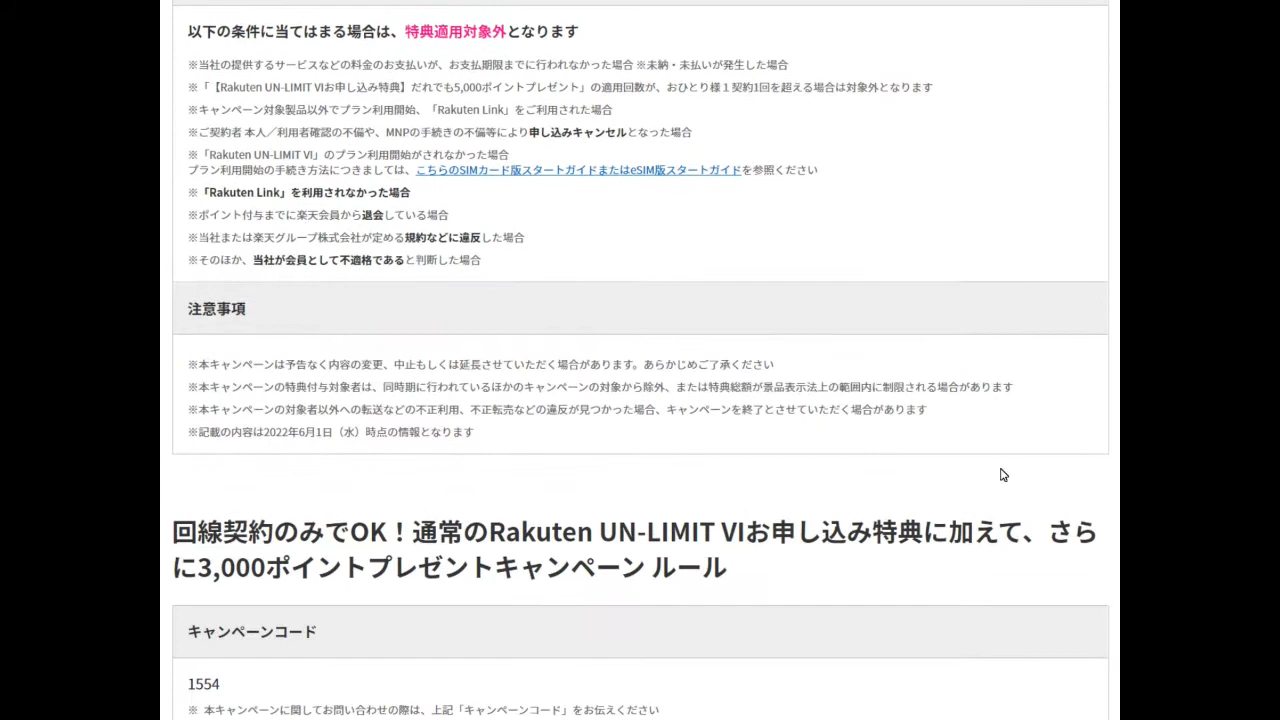 以下の条件に当てはまる場合は、特典適用対象外となります
※当社の提供するサービスなどの料金のお支払いが、お支払期限までに行われなかった場合 ※未納・未払いが発生した場合
※「【Rakuten UN-LIMIT VIお申し込み特典】だれでも5,000ポイントプレゼント」の適用回数が、おひとり様１契約1回を超える場合は対象外となります
※キャンペーン対象製品以外でプラン利用開始、「Rakuten Link」をご利用された場合
※ご契約者 本人／利用者確認の不備や、MNPの手続きの不備等により申し込みキャンセルとなった場合
※「Rakuten UN-LIMIT VI」のプラン利用開始がされなかった場合
プラン利用開始の手続き方法につきましては、こちらのSIMカード版スタートガイドまたはeSIM版スタートガイドを参照ください
※「Rakuten Link」を利用されなかった場合
※ポイント付与までに楽天会員から退会している場合
※当社または楽天グループ株式会社が定める規約などに違反した場合
※そのほか、当社が会員として不適格であると判断した場合
注意事項
※本キャンペーンは予告なく内容の変更、中止もしくは延長させていただく場合があります。あらかじめご了承ください
※本キャンペーンの特典付与対象者は、同時期に行われているほかのキャンペーンの対象から除外、または特典総額が景品表示法上の範囲内に制限される場合があります
※本キャンペーンの対象者以外への転送などの不正利用、不正転売などの違反が見つかった場合、キャンペーンを終了とさせていただく場合があります
※記載の内容は2022年6月1日（水）時点の情報となります
回線契約のみでOK！通常のRakuten UN-LIMIT VIお申し込み特典に加えて、さら
に3,000ポイントプレゼントキャンペーン ルール
キャンペーンコード
1554
※ 本キャンペーンに関してお問い合わせの際は、上記「キャンペーンコード」をお伝えください